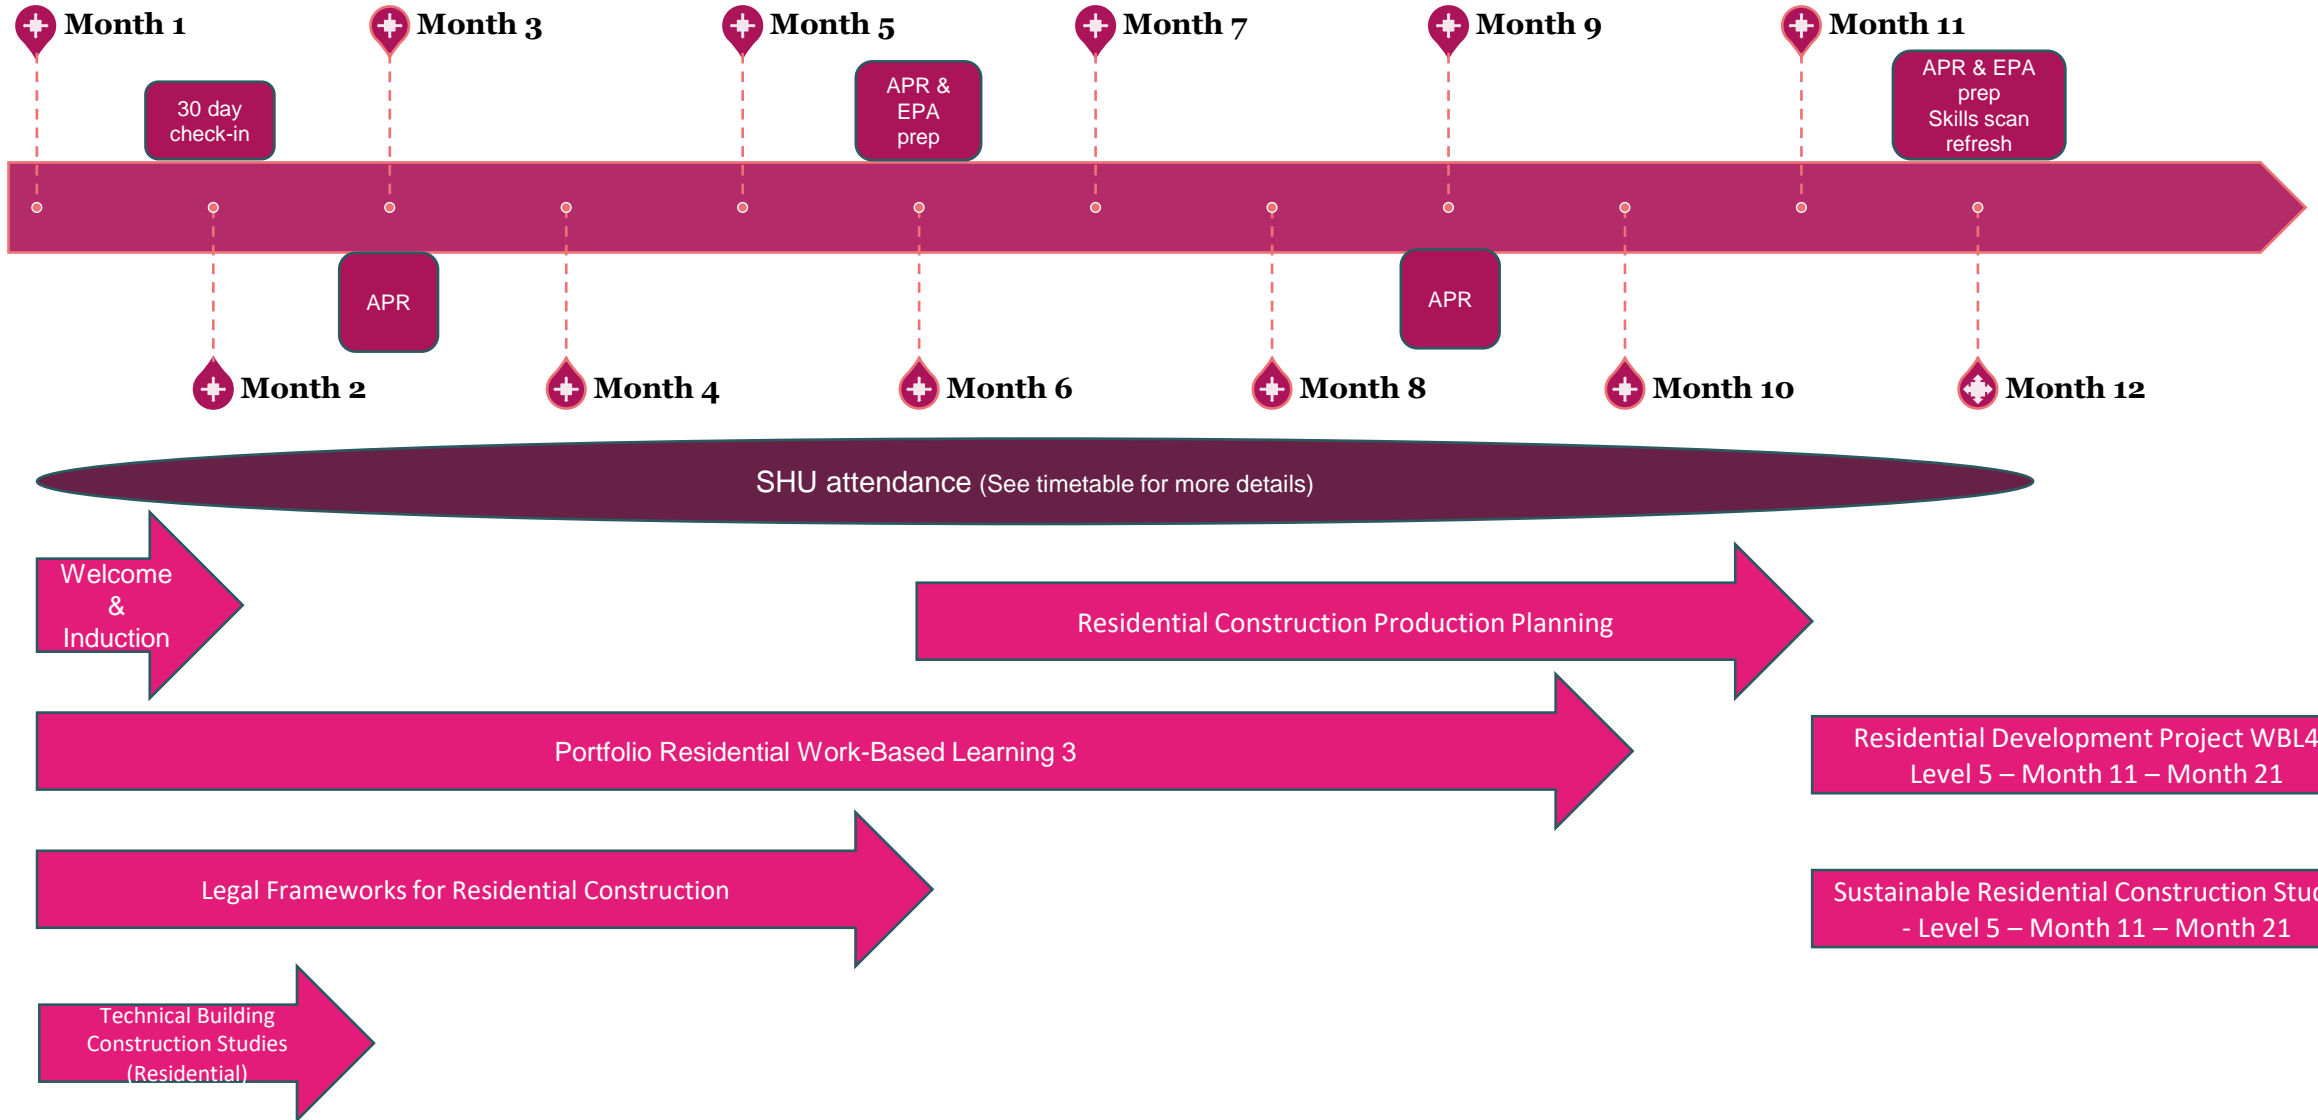 Month 1
Month 3
Month 5
Month 7
Month 9
Month 11
30 day
check-in
APR &
EPA
prep
APR & EPA
prep
Skills scan
refresh
APR
APR
Month 2
Month 4
Month 6
Month 8
Month 10
Month 12
SHU attendance (See timetable for more details)
Welcome
&
Induction
Residential Construction Production Planning
Portfolio Residential Work-Based Learning 3
Residential Development Project WBL4
Level 5 – Month 11 – Month 21
Legal Frameworks for Residential Construction
Sustainable Residential Construction
- Level 5 – Month 11 – Month 21
Technical Building
Construction Studies
(Residential)